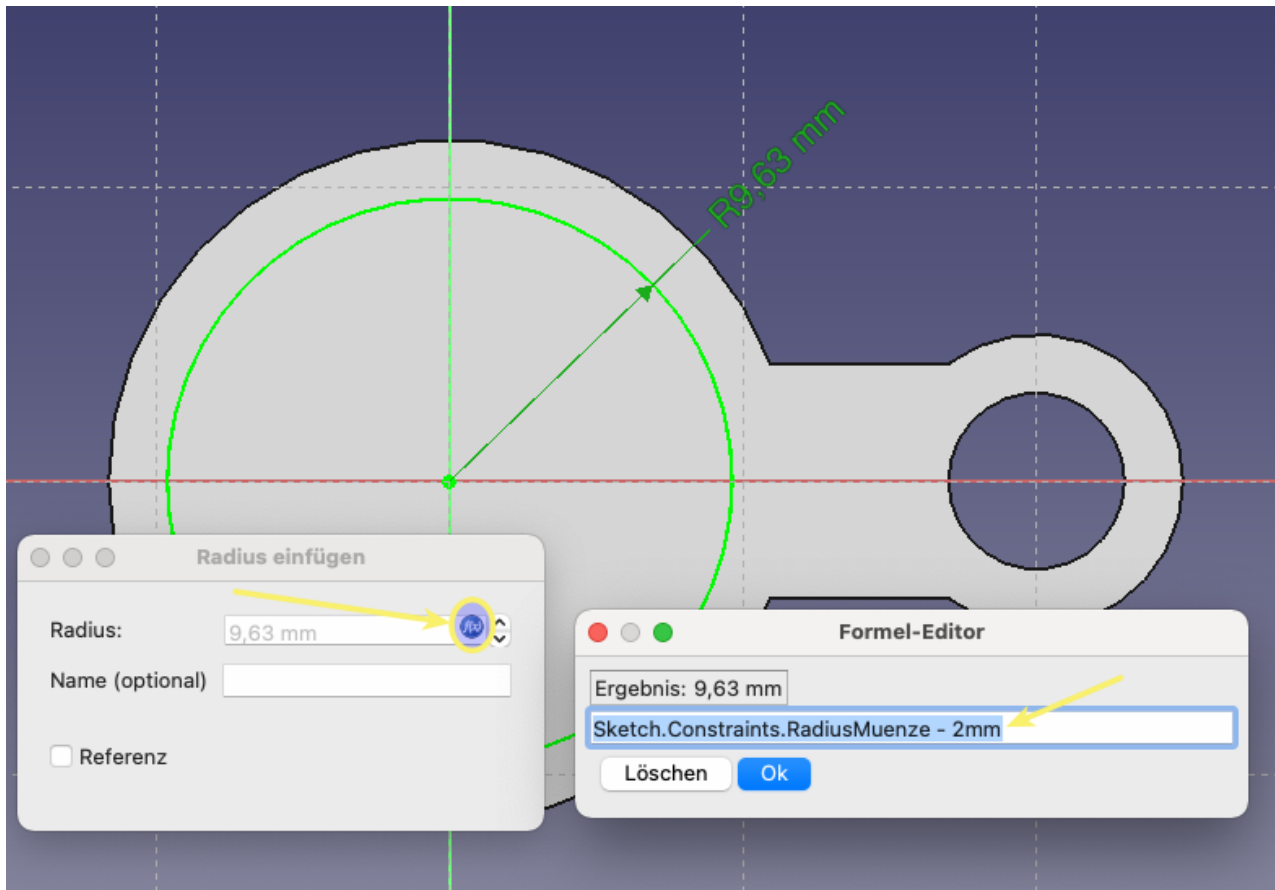 R9,63 mm
Radius einfügen
Radius:
9,63 mm
f(x)
Name (optional)
Referenz
Formel-Editor
Ergebnis: 9,63 mm
Sketch.Constraints.RadiusMuenze - 2mm
Löschen
Ok